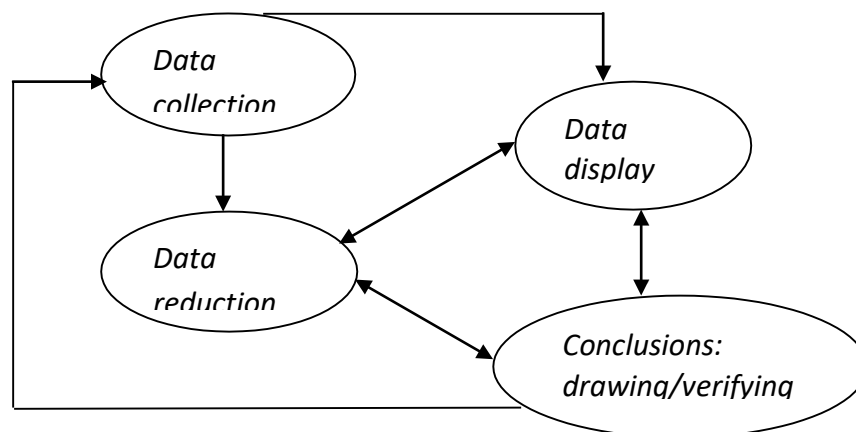 Data
collection
Data
display
Data
reduction
Conclusions:
drawing/verifying